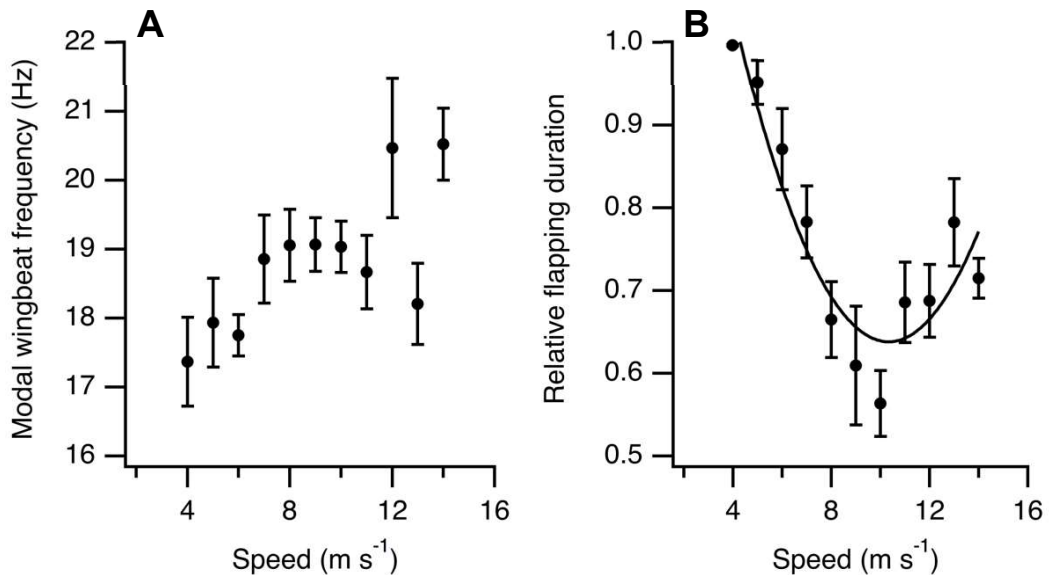 A
Modal wingbeat frequency (Hz)
22
21
20
19
18
17
16
4 8 12 16
Speed (m s⁻¹)
B
Relative flapping duration
1.0
0.9
0.8
0.7
0.6
0.5
4 8 12 16
Speed (m s⁻¹)